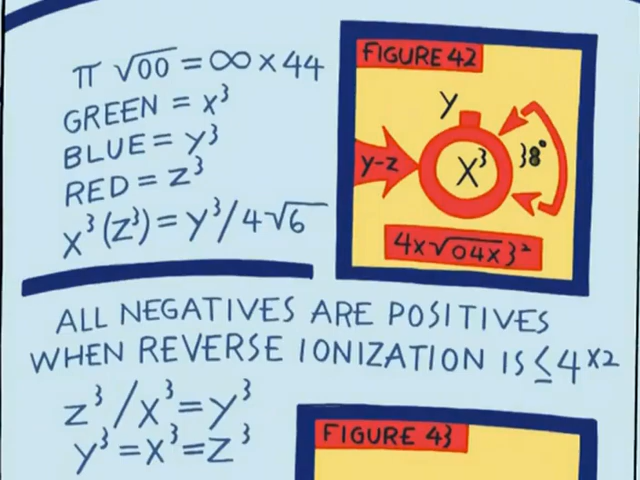 π √00 = ∞ x 44
GREEN = x³
BLUE = y³
RED = z³
x³(z³) = y³/4√6
FIGURE 42
y
y-z
x³
38°
4x√04x3²
ALL NEGATIVES ARE POSITIVES
WHEN REVERSE IONIZATION IS ≤4ˣ²
z³/x³=y³
y³=x³=z³
FIGURE 43